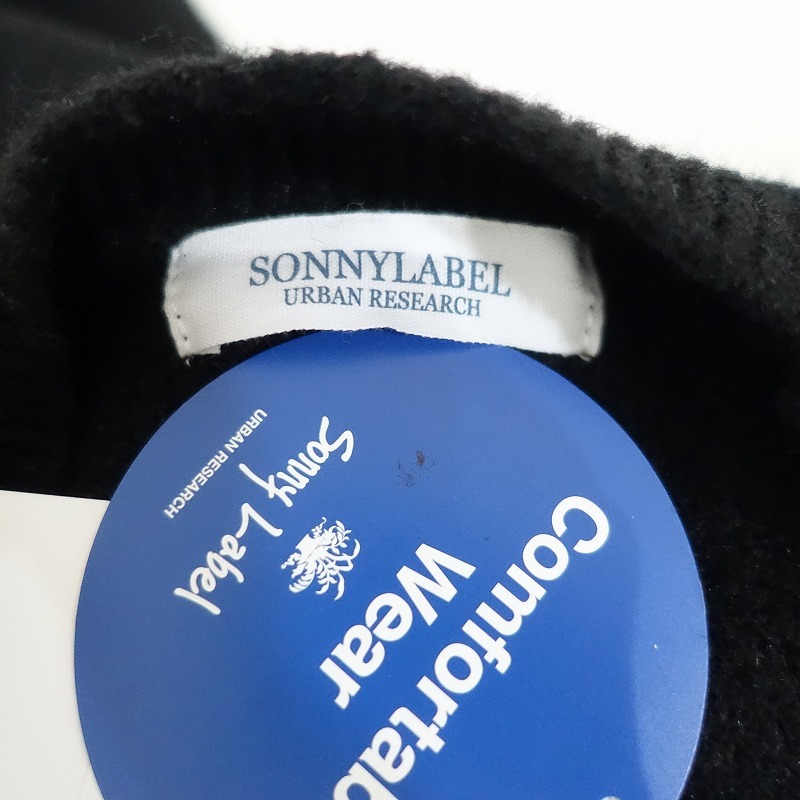 SONNYLABEL
URBAN RESEARCH
Sonny Label
URBAN RESEARCH
Comfortab
Wear